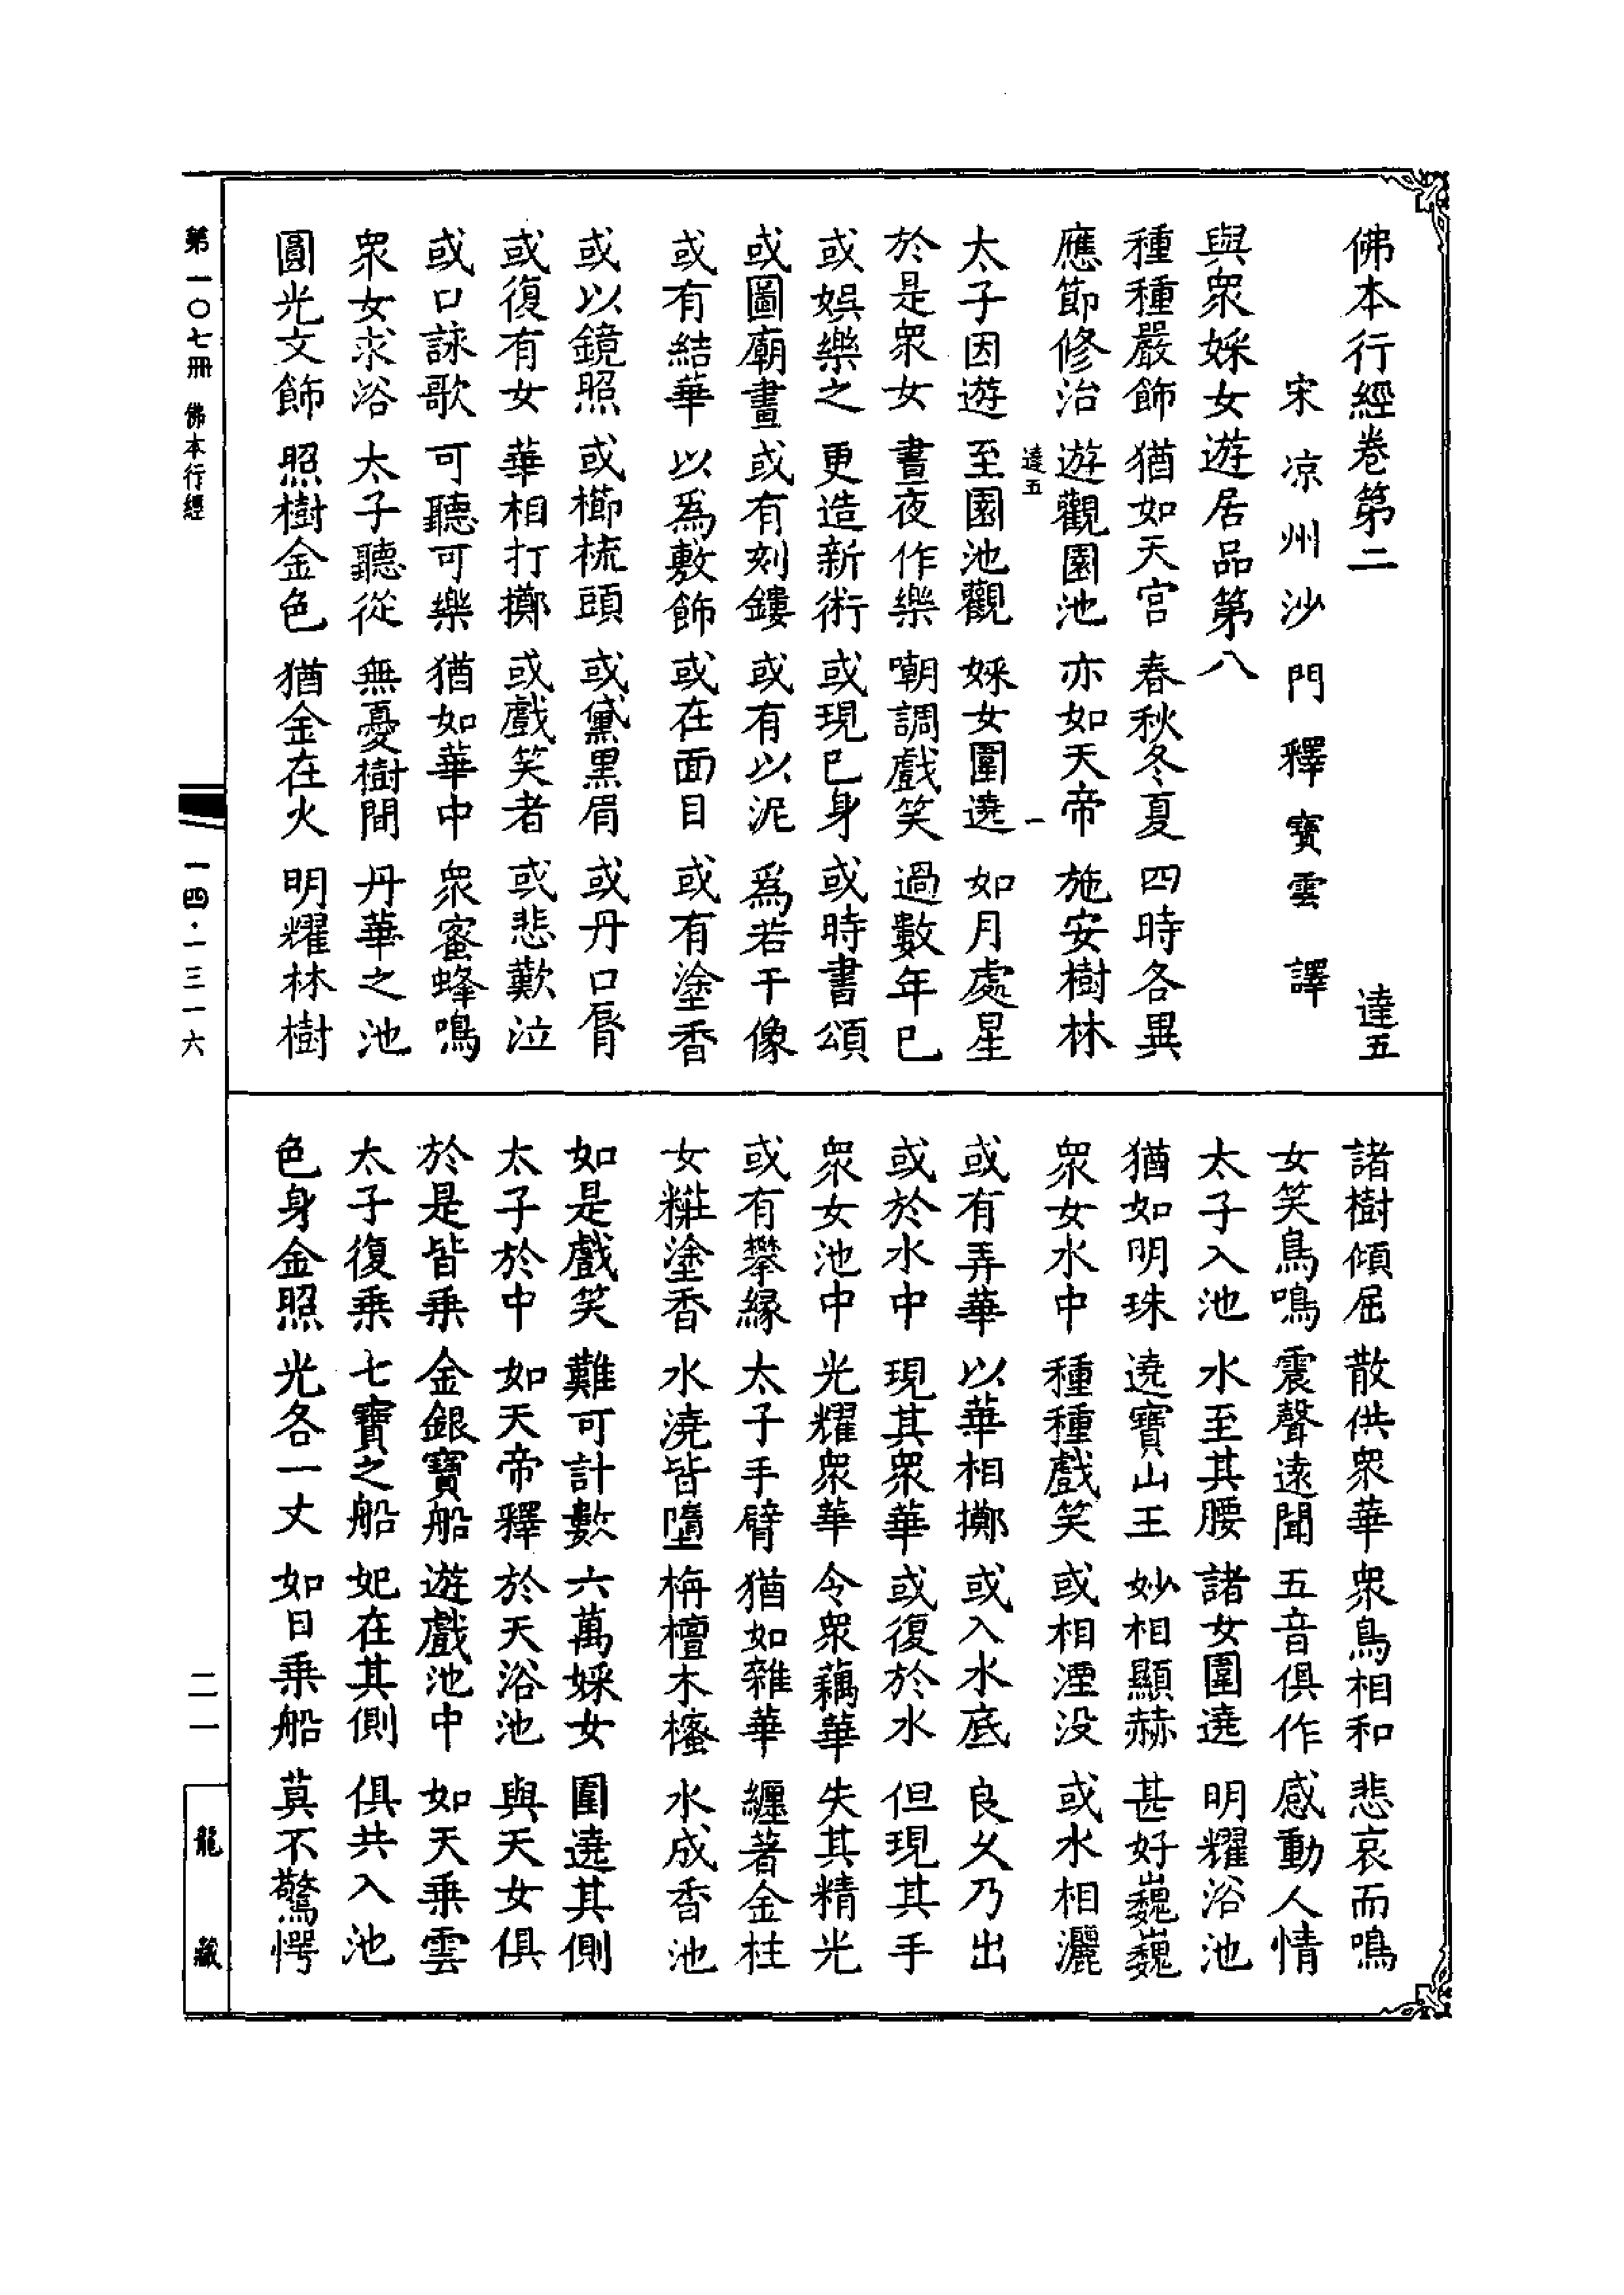 佛本行經卷第二 達五
宋涼州沙門釋寶雲 譯
與衆婇女遊居品第八
種種嚴飾 猶如天宮 春秋冬夏 四時各異
應節修治 遊觀園池 亦如天帝 施安樹林
達五 一
太子因遊 至園池觀 婇女圍遶 如月處星
於是衆女 晝夜作樂 嘲調戲笑 過數年已
或娛樂之 更造新術 或現已身 或時書頌
或圖廟畫 或有刻鏤 或有以泥 爲若干像
或有結華 以爲敷飾 或在面目 或有塗香
或以鏡照 或櫛梳頭 或黛黑眉 或丹口脣
或復有女 華相打擲 或戲笑者 或悲歎泣
或口詠歌 可聽可樂 猶如華中 衆蜜蜂鳴
衆女求浴 太子聽從 無憂樹間 丹華之池
圓光文飾 照樹金色 猶金在火 明耀林樹
諸樹傾屈 散供衆華 衆鳥相和 悲哀而鳴
女笑鳥鳴 震聲遠聞 五音俱作 感動人情
太子入池 水至其腰 諸女圍遶 明耀浴池
猶如明珠 遶寶山王 妙相顯赫 甚好巍巍
衆女水中 種種戲笑 或相湮没 或水相灑
或有弄華 以華相擲 或入水底 良久乃出
或於水中 現其衆華 或復於水 但現其手
衆女池中 光耀衆華 令衆藕華 失其精光
或有攀緣 太子手臂 猶如雜華 纏著金柱
女糚塗香 水澆皆墮 栴檀木櫁 水成香池
如是戲笑 難可計數 六萬婇女 圍遶其側
太子於中 如天帝釋 於天浴池 與天女俱
於是皆乗 金銀寶船 遊戲池中 如天乗雲
太子復乗 七寶之船 妃在其側 俱共入池
色身金照 光各一丈 如日乗船 莫不驚愕
第一〇七冊 佛本行經
一四·一三一六
二一
龍藏